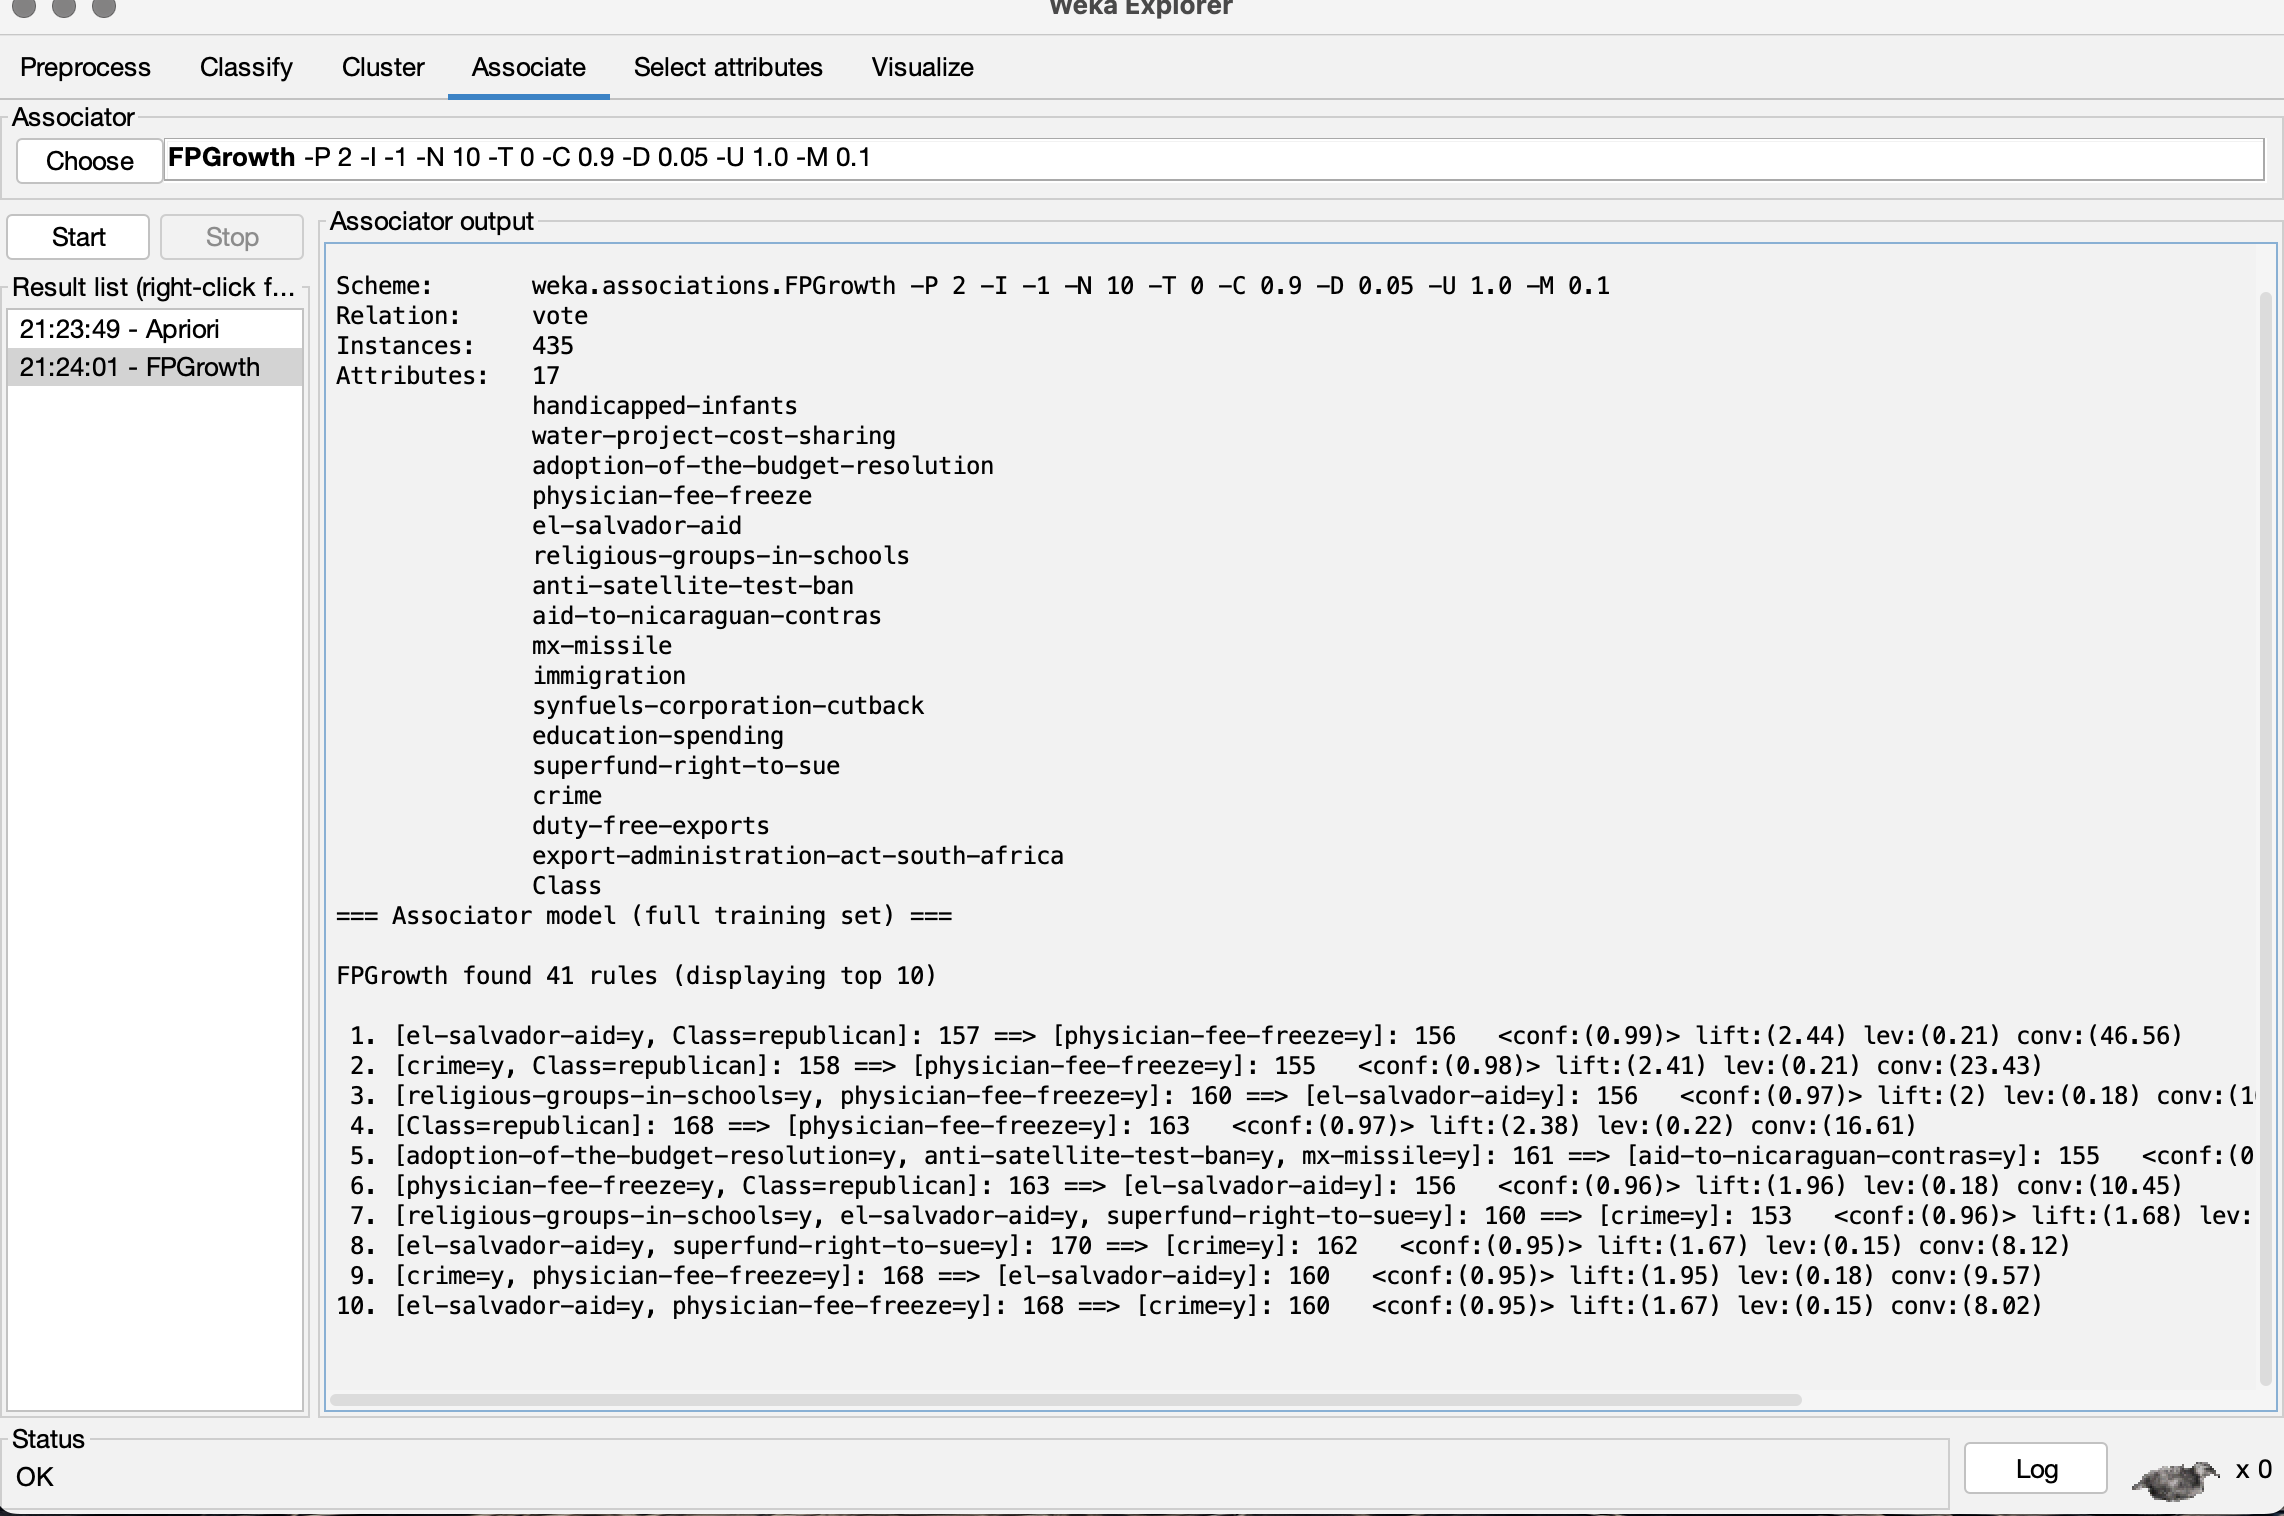 Weka Explorer
Preprocess Classify Cluster Associate Select attributes Visualize
Associator
Choose FPGrowth -P 2 -I -1 -N 10 -T 0 -C 0.9 -D 0.05 -U 1.0 -M 0.1
Start Stop
Result list (right-click f...
21:23:49 - Apriori
21:24:01 - FPGrowth
Associator output
Scheme: weka.associations.FPGrowth -P 2 -I -1 -N 10 -T 0 -C 0.9 -D 0.05 -U 1.0 -M 0.1
Relation: vote
Instances: 435
Attributes: 17
handicapped-infants
water-project-cost-sharing
adoption-of-the-budget-resolution
physician-fee-freeze
el-salvador-aid
religious-groups-in-schools
anti-satellite-test-ban
aid-to-nicaraguan-contras
mx-missile
immigration
synfuels-corporation-cutback
education-spending
superfund-right-to-sue
crime
duty-free-exports
export-administration-act-south-africa
Class
=== Associator model (full training set) ===
FPGrowth found 41 rules (displaying top 10)
1. [el-salvador-aid=y, Class=republican]: 157 ==> [physician-fee-freeze=y]: 156 <conf:(0.99)> lift:(2.44) lev:(0.21) conv:(46.56)
2. [crime=y, Class=republican]: 158 ==> [physician-fee-freeze=y]: 155 <conf:(0.98)> lift:(2.41) lev:(0.21) conv:(23.43)
3. [religious-groups-in-schools=y, physician-fee-freeze=y]: 160 ==> [el-salvador-aid=y]: 156 <conf:(0.97)> lift:(2) lev:(0.18) conv:(1
4. [Class=republican]: 168 ==> [physician-fee-freeze=y]: 163 <conf:(0.97)> lift:(2.38) lev:(0.22) conv:(16.61)
5. [adoption-of-the-budget-resolution=y, anti-satellite-test-ban=y, mx-missile=y]: 161 ==> [aid-to-nicaraguan-contras=y]: 155 <conf:(0
6. [physician-fee-freeze=y, Class=republican]: 163 ==> [el-salvador-aid=y]: 156 <conf:(0.96)> lift:(1.96) lev:(0.18) conv:(10.45)
7. [religious-groups-in-schools=y, el-salvador-aid=y, superfund-right-to-sue=y]: 160 ==> [crime=y]: 153 <conf:(0.96)> lift:(1.68) lev:
8. [el-salvador-aid=y, superfund-right-to-sue=y]: 170 ==> [crime=y]: 162 <conf:(0.95)> lift:(1.67) lev:(0.15) conv:(8.12)
9. [crime=y, physician-fee-freeze=y]: 168 ==> [el-salvador-aid=y]: 160 <conf:(0.95)> lift:(1.95) lev:(0.18) conv:(9.57)
10. [el-salvador-aid=y, physician-fee-freeze=y]: 168 ==> [crime=y]: 160 <conf:(0.95)> lift:(1.67) lev:(0.15) conv:(8.02)
Status
OK
Log
x 0